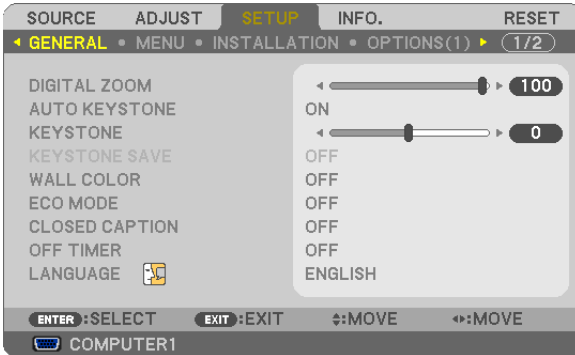 SOURCE ADJUST SETUP INFO. RESET
GENERAL • MENU • INSTALLATION • OPTIONS(1) 1/2
DIGITAL ZOOM 100
AUTO KEYSTONE ON
KEYSTONE 0
KEYSTONE SAVE OFF
WALL COLOR OFF
ECO MODE OFF
CLOSED CAPTION OFF
OFF TIMER OFF
LANGUAGE ENGLISH
ENTER :SELECT EXIT :EXIT :MOVE :MOVE
COMPUTER1